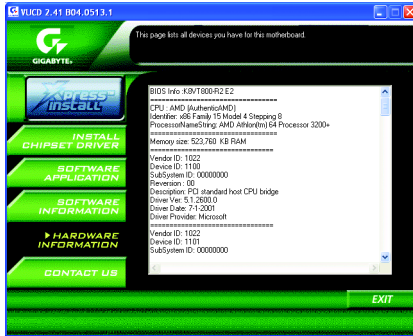 VUCD 2.41 B04.0513.1
This page lists all devices you have for this motherboard.
GIGABYTE
Xpress
Install
INSTALL
CHIPSET DRIVER
SOFTWARE
APPLICATION
SOFTWARE
INFORMATION
HARDWARE
INFORMATION
CONTACT US
BIOS Info :K8VT800-R2 E2
================================
CPU : AMD (AuthenticAMD)
Identifier: x86 Family 15 Model 4 Stepping 8
ProcessorNameString: AMD Athlon(tm) 64 Processor 3200+
================================
Memory size: 523,760 KB RAM
================================
Vendor ID: 1022
Device ID: 1100
SubSystem ID: 00000000
Reversion : 00
Description: PCI standard host CPU bridge
Driver Ver: 5.1.2600.0
Driver Date: 7-1-2001
Driver Provider: Microsoft
================================
Vendor ID: 1022
Device ID: 1101
SubSystem ID: 00000000
EXIT